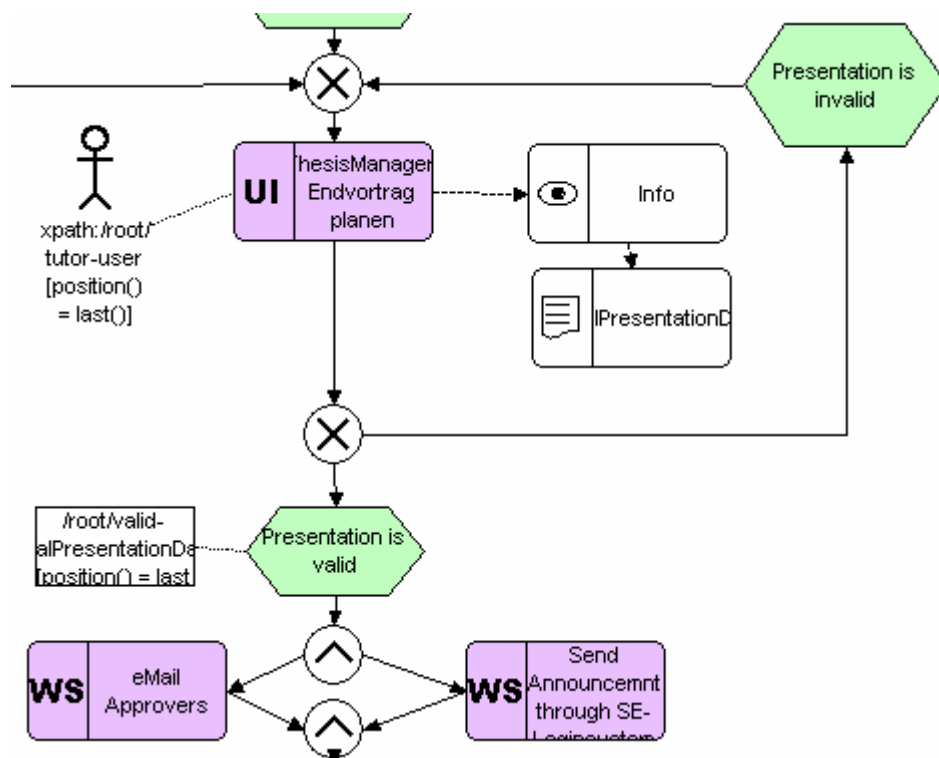 Presentation is
invalid
UI
ThesisManager
Endvortrag
planen
Info
xpath:/root/
tutor-user
[position()
= last()]
lPresentationD
/root/valid-
alPresentationDa
[position() = last
Presentation is
valid
WS
eMail
Approvers
WS
Send
Announcemnt
through SE-